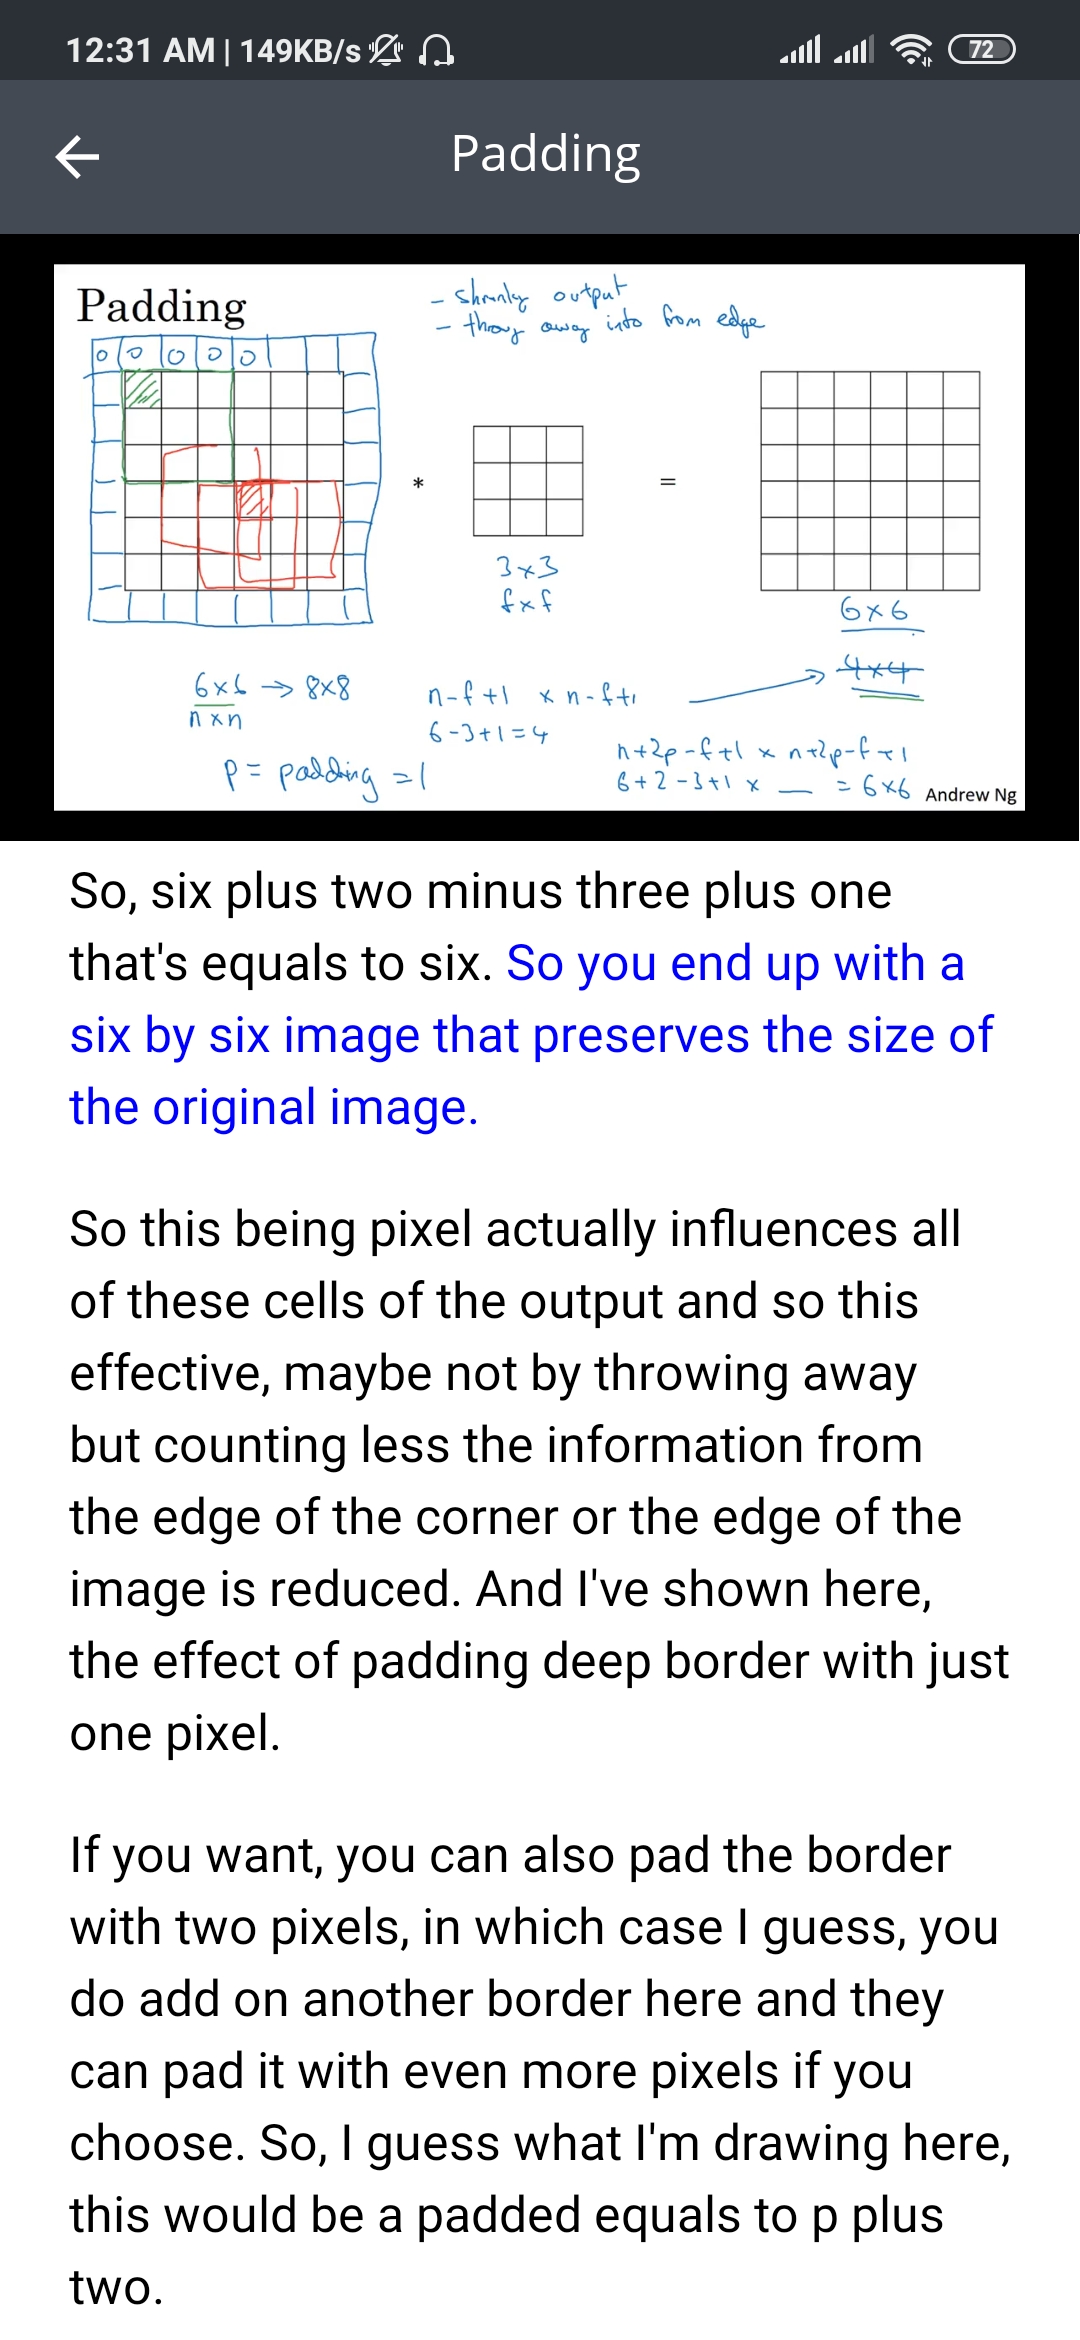 12:31 AM | 149KB/s
72
Padding
Padding
- shrinky output
- throw away info from edge
0 0 0 0 0
*
=
3×3
f×f
6×6
4×4
6×6 → 8×8
n×n
n-f+1 × n-f+1
6-3+1=4
p = padding = 1
n+2p-f+1 × n+2p-f+1
6+2-3+1 × __ = 6×6
Andrew Ng
So, six plus two minus three plus one
that's equals to six. So you end up with a
six by six image that preserves the size of
the original image.
So this being pixel actually influences all
of these cells of the output and so this
effective, maybe not by throwing away
but counting less the information from
the edge of the corner or the edge of the
image is reduced. And I've shown here,
the effect of padding deep border with just
one pixel.
If you want, you can also pad the border
with two pixels, in which case I guess, you
do add on another border here and they
can pad it with even more pixels if you
choose. So, I guess what I'm drawing here,
this would be a padded equals to p plus
two.